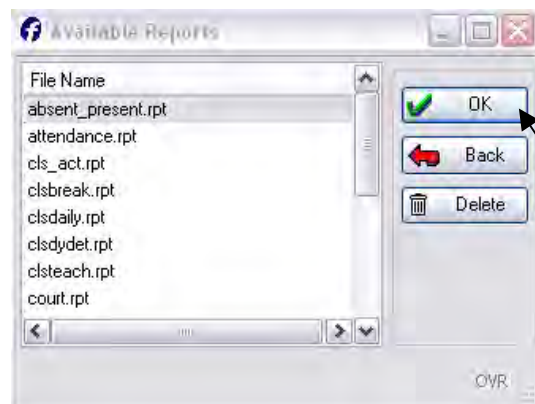 Available Reports
File Name
absent_present.rpt
attendance.rpt
cls_act.rpt
clsbreak.rpt
clsdaily.rpt
clsdydet.rpt
clsteach.rpt
court.rpt
OK
Back
Delete
OVR